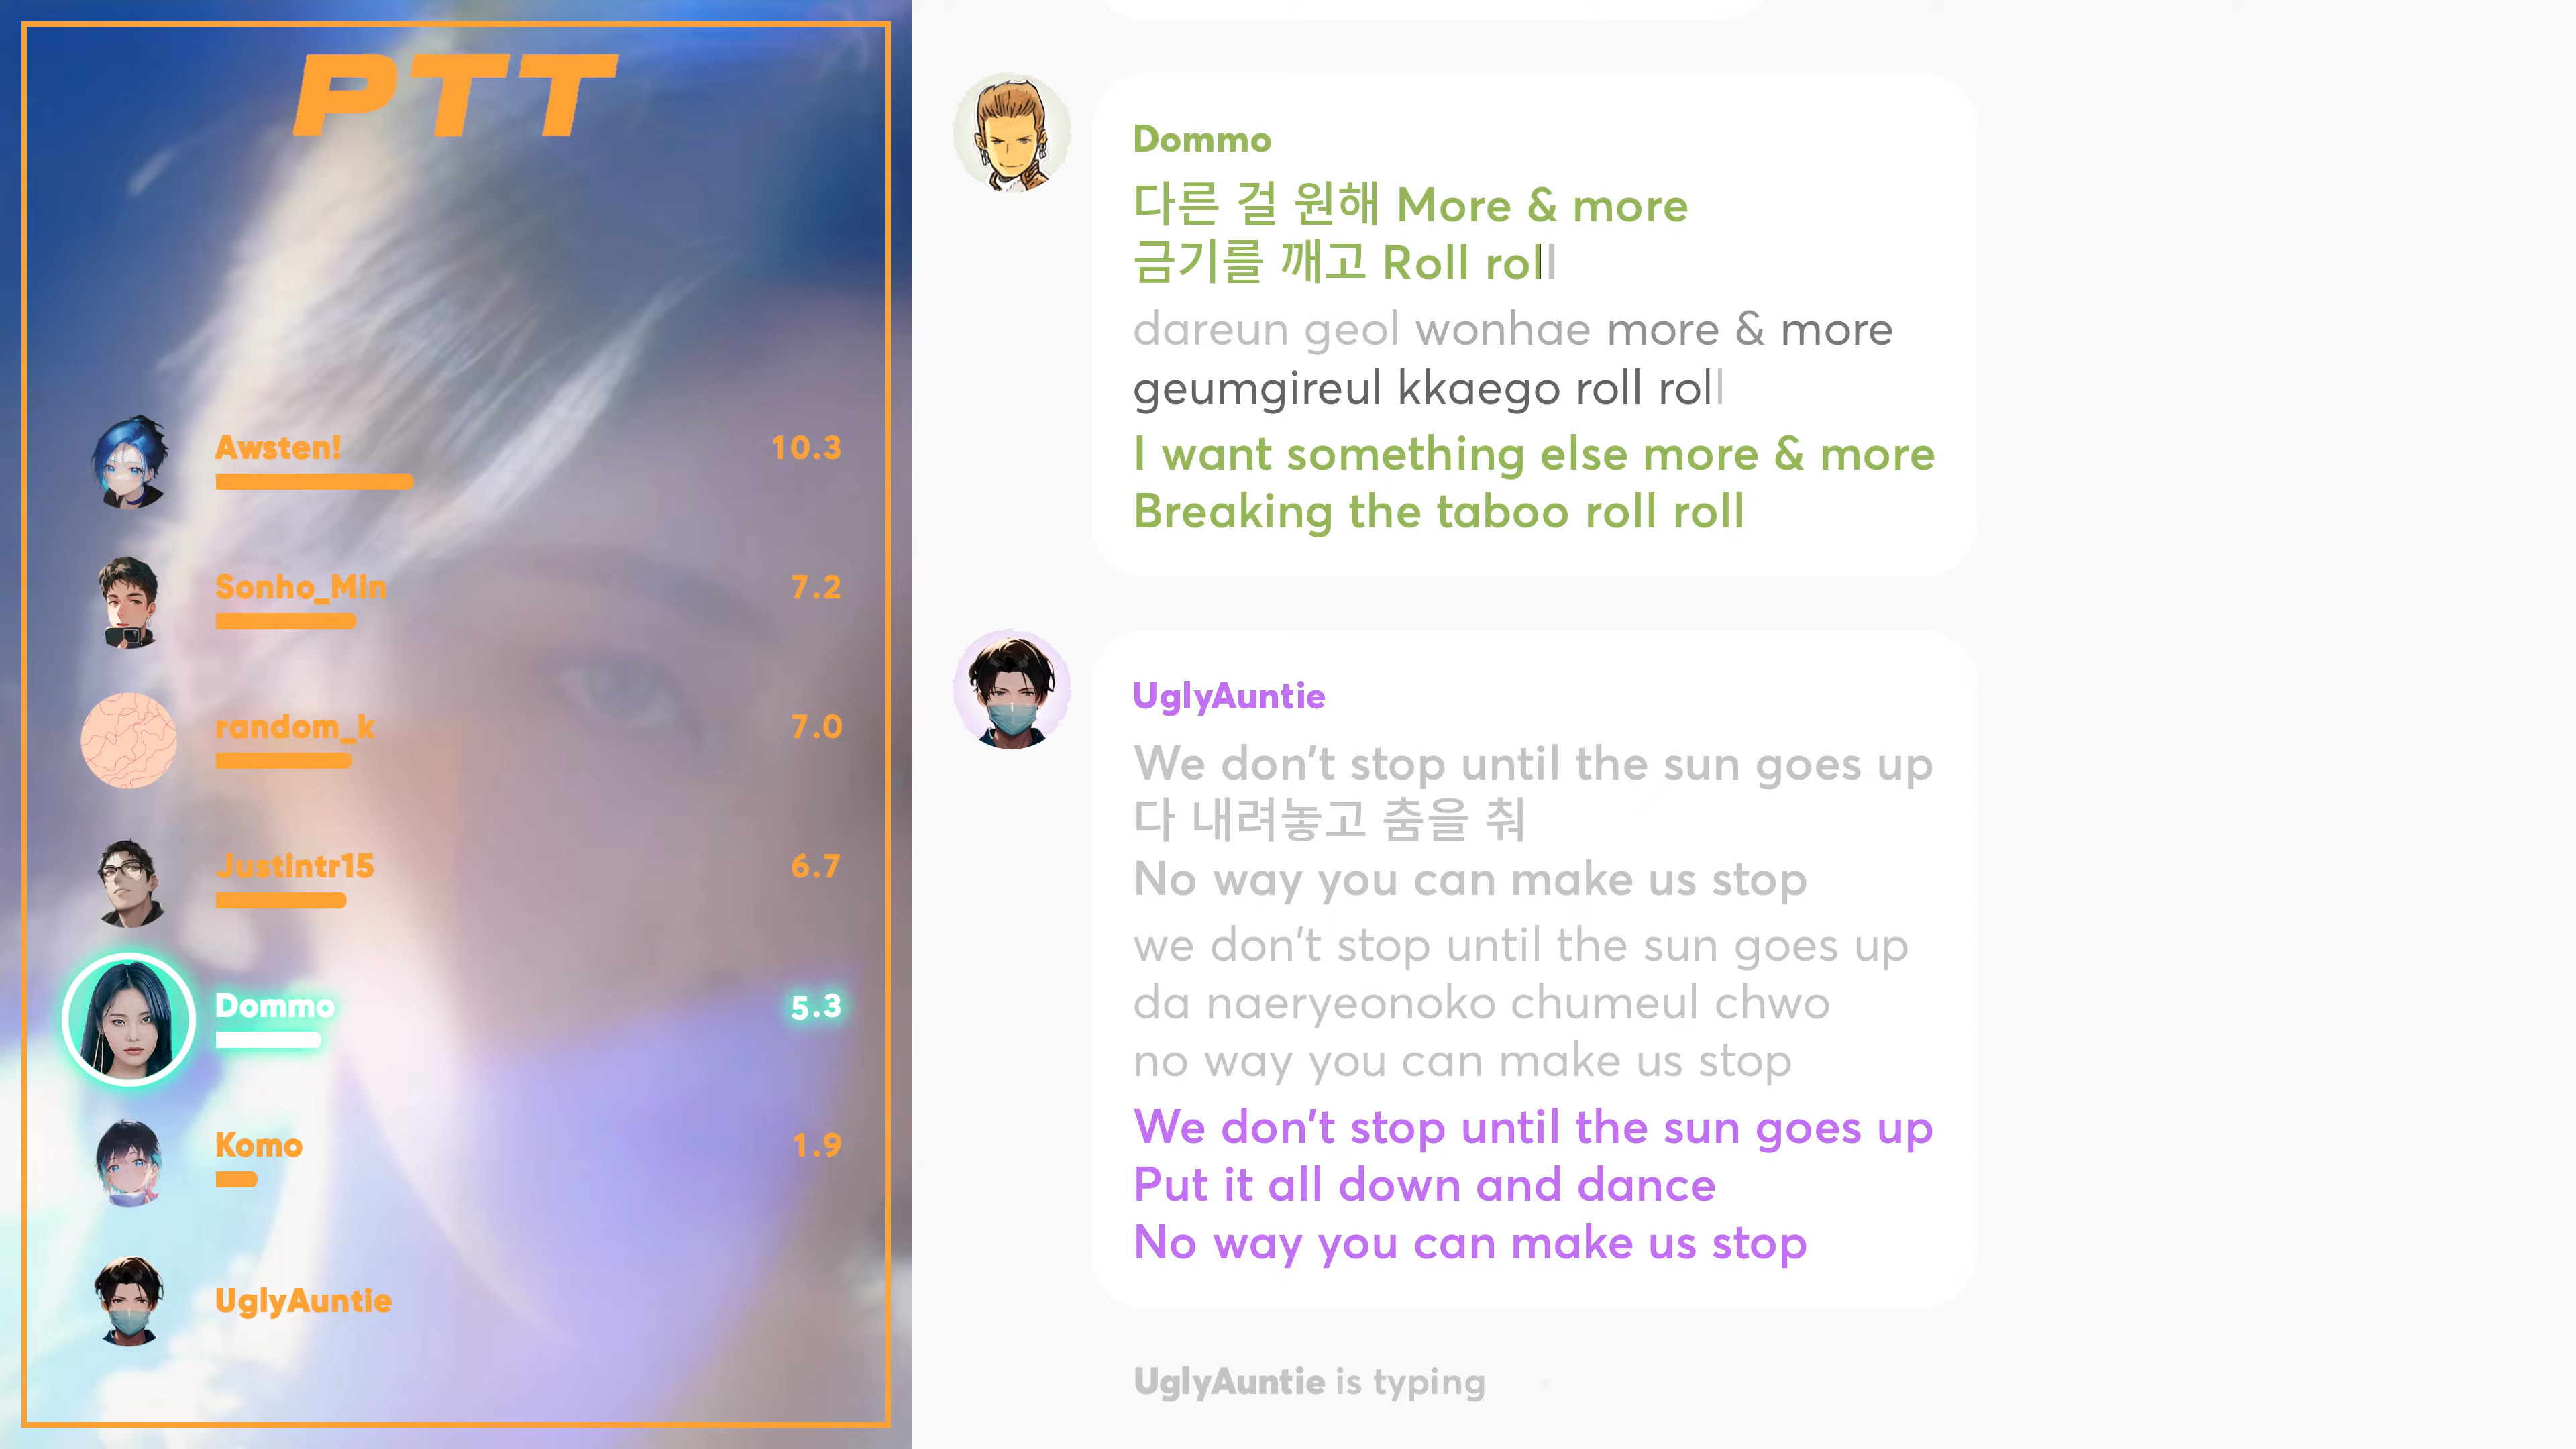 PTT
Awsten!
10.3
Sonho_Min
7.2
random_k
7.0
Justintr15
6.7
Dommo
5.3
Komo
1.9
UglyAuntie
Dommo
다른 걸 원해 More & more
금기를 깨고 Roll roll
dareun geol wonhae more & more
geumgireul kkaego roll roll
I want something else more & more
Breaking the taboo roll roll
UglyAuntie
We don't stop until the sun goes up
다 내려놓고 춤을 춰
No way you can make us stop
we don't stop until the sun goes up
da naeryeonoko chumeul chwo
no way you can make us stop
We don't stop until the sun goes up
Put it all down and dance
No way you can make us stop
UglyAuntie is typing